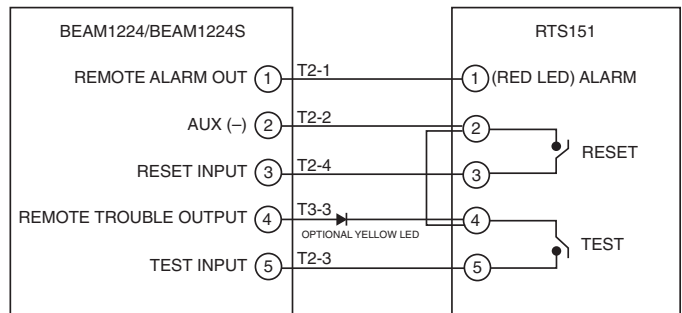 BEAM1224/BEAM1224S RTS151
REMOTE ALARM OUT 1 T2-1 1 (RED LED) ALARM
AUX (–) 2 T2-2 2
RESET
RESET INPUT 3 T2-4 3
REMOTE TROUBLE OUTPUT 4 T3-3 4
OPTIONAL YELLOW LED
TEST
TEST INPUT 5 T2-3 5